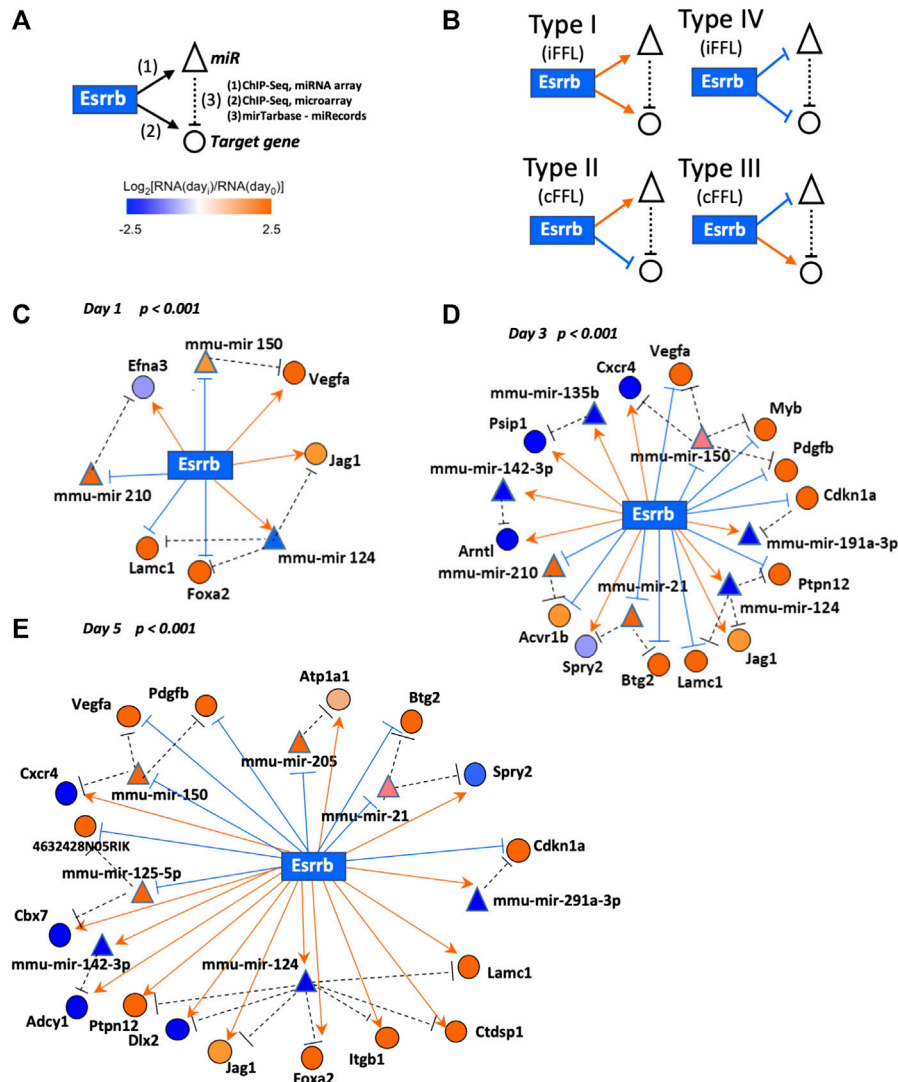 A
(1)
miR
Esrrb
(3)
(1)ChIP-Seq, miRNA array
(2)ChIP-Seq, microarray
(3)mirTarbase - miRecords
(2)
Target gene
Log2[RNA(dayi)/RNA(day0)]
-2.5
2.5
B
Type I
(iFFL)
Esrrb
Type IV
(iFFL)
Esrrb
Type II
(cFFL)
Esrrb
Type III
(cFFL)
Esrrb
C
Day 1 p < 0.001
mmu-mir 150
Efna3
Vegfa
Esrrb
Jag1
mmu-mir 210
mmu-mir 124
Lamc1
Foxa2
D
Day 3 p < 0.001
Vegfa
Cxcr4
mmu-mir-135b
Myb
Psip1
mmu-mir-150
Pdgfb
mmu-mir-142-3p
Cdkn1a
Esrrb
mmu-mir-191a-3p
Arntl
mmu-mir-210
Ptpn12
mmu-mir-21
mmu-mir-124
Acvr1b
Spry2
Btg2
Lamc1
Jag1
E
Day 5 p < 0.001
Atp1a1
Vegfa
Pdgfb
Btg2
mmu-mir-205
Cxcr4
Spry2
mmu-mir-150
mmu-mir-21
4632428N05RIK
Cdkn1a
Esrrb
mmu-mir-125-5p
mmu-mir-291a-3p
Cbx7
mmu-mir-142-3p
mmu-mir-124
Lamc1
Adcy1
Ptpn12
Dlx2
Ctdsp1
Itgb1
Jag1
Foxa2